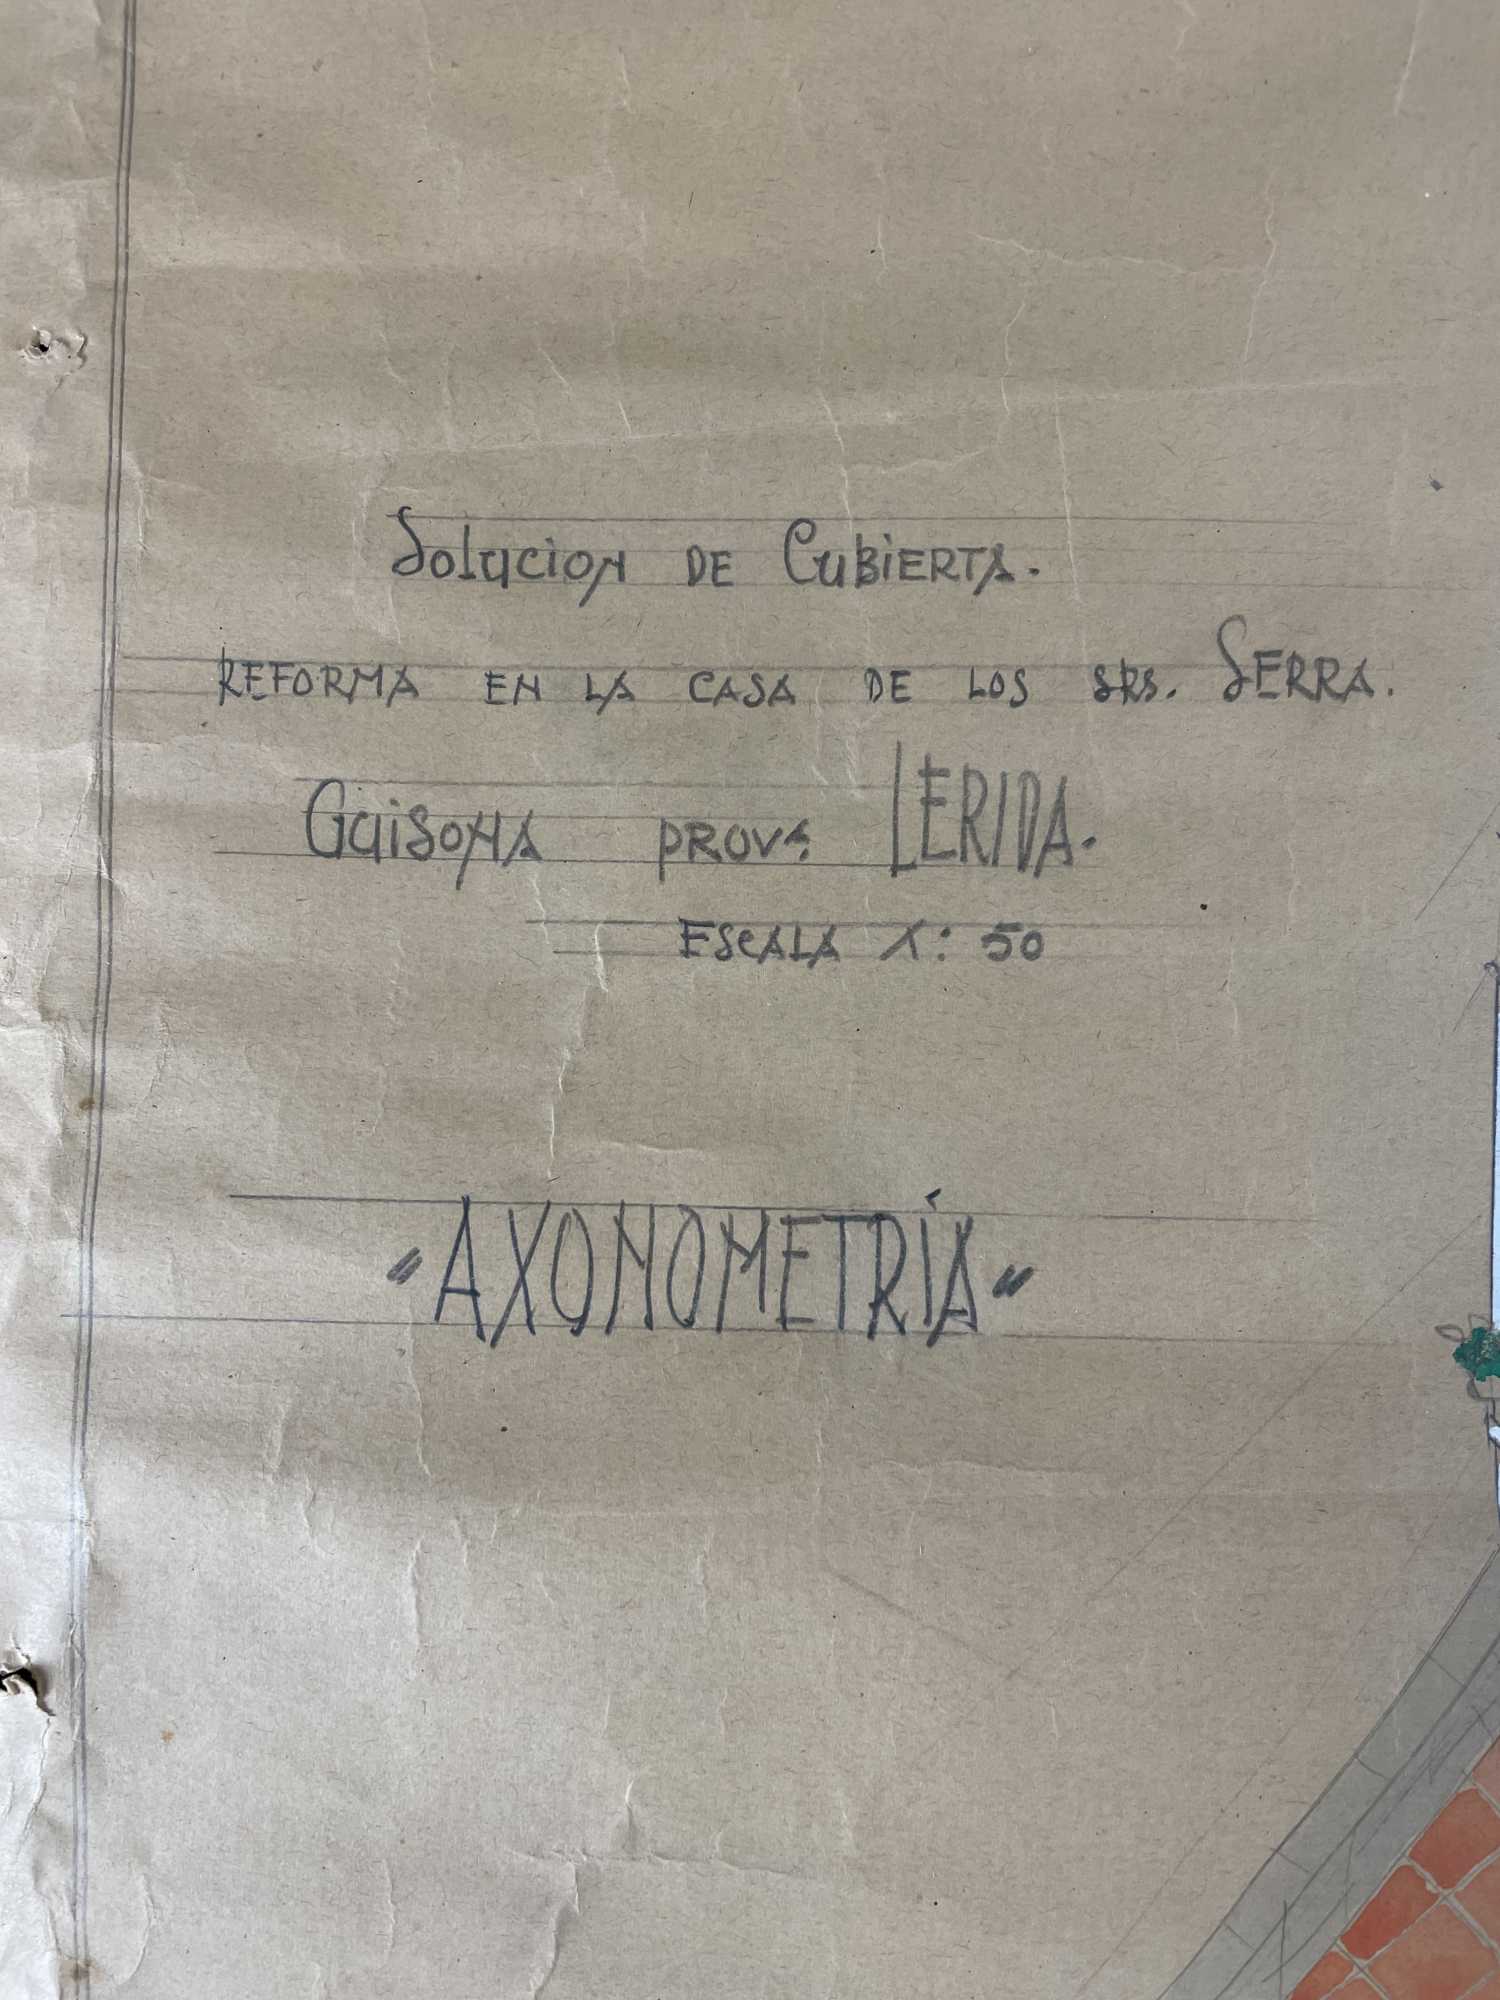 Solucion DE CUBIERTA.
REFORMA EN LA CASA DE LOS SRS. SERRA.
GuisoNA PROVª LERIDA.
ESCALA 1: 50
"AXONOMETRÍA"